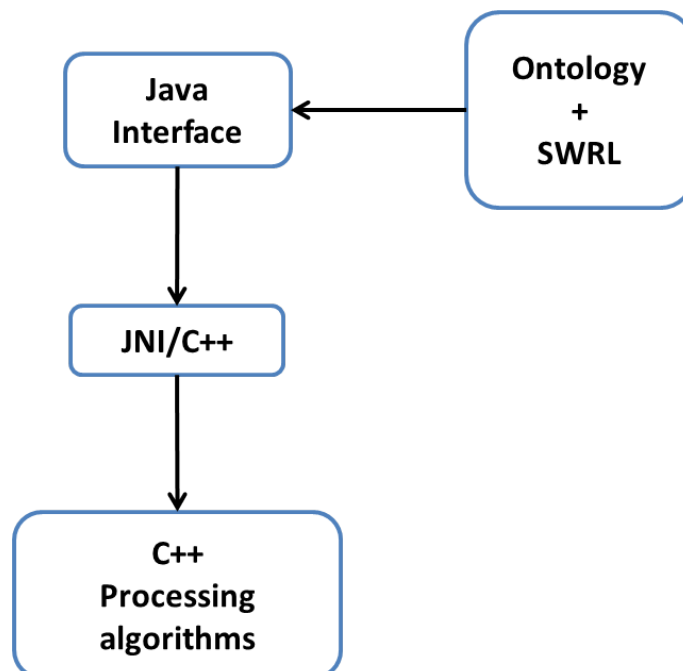 Java
Interface
Ontology
+
SWRL
JNI/C++
C++
Processing
algorithms